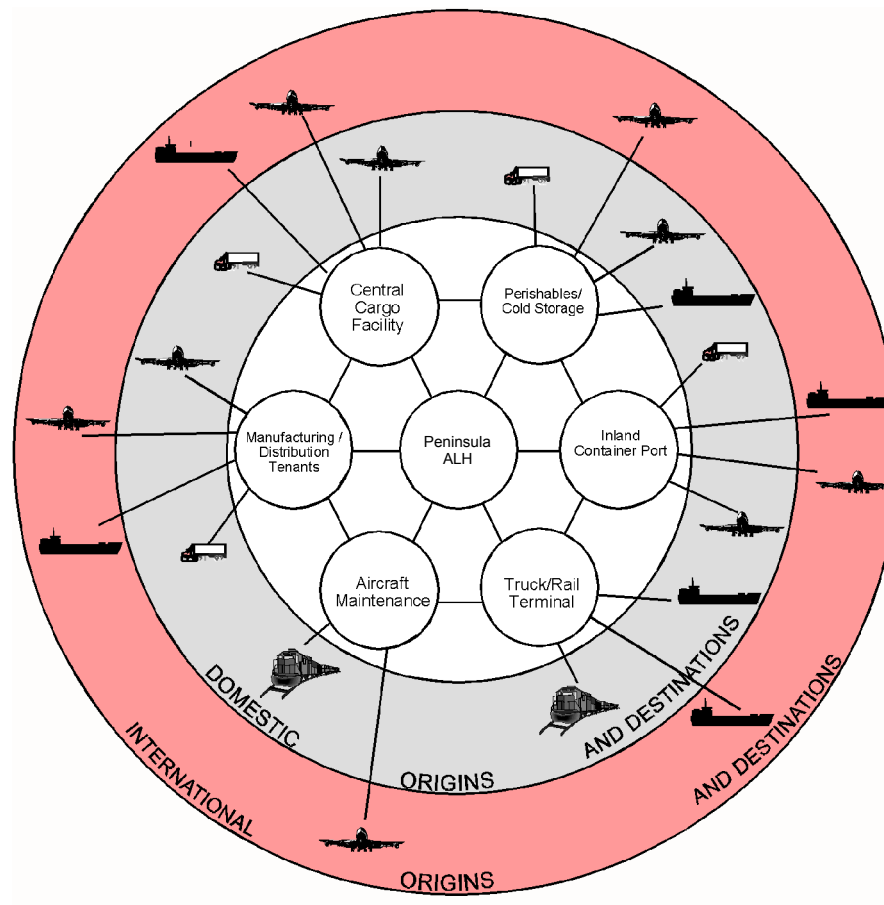 Central
Cargo
Facility
Perishables/
Cold Storage
Manufacturing /
Distribution
Tenants
Peninsula
ALH
Inland
Container Port
Aircraft
Maintenance
Truck/Rail
Terminal
DOMESTIC
ORIGINS
AND DESTINATIONS
INTERNATIONAL
ORIGINS
AND DESTINATIONS